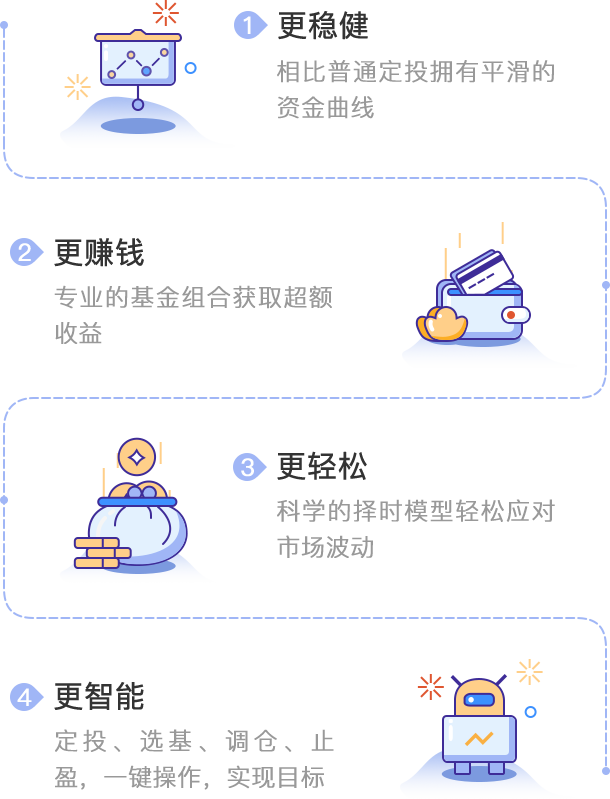 1 更稳健
相比普通定投拥有平滑的
资金曲线
2 更赚钱
专业的基金组合获取超额
收益
3 更轻松
科学的择时模型轻松应对
市场波动
4 更智能
定投、选基、调仓、止
盈，一键操作，实现目标